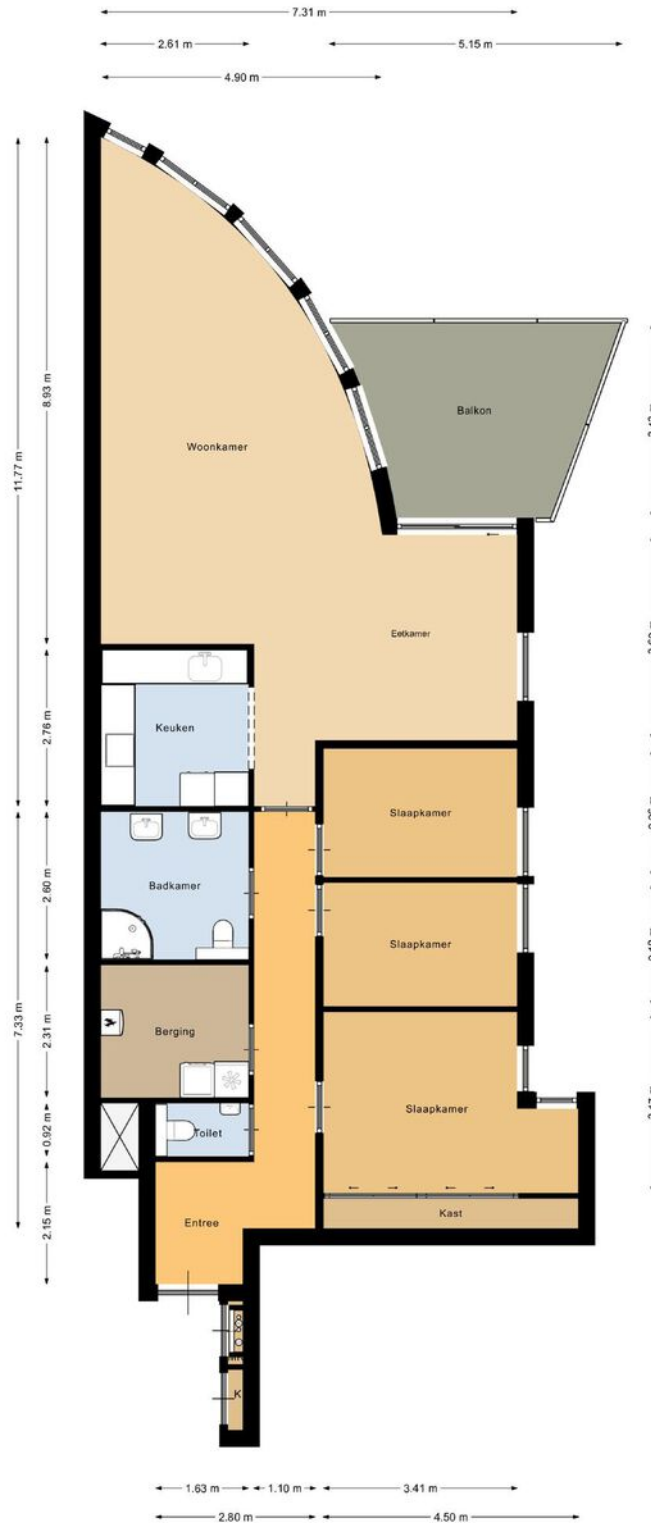 7.31 m
2.61 m
5.15 m
4.90 m
8.93 m
11.77 m
Balkon
Woonkamer
Eetkamer
2.76 m
Keuken
Slaapkamer
2.60 m
Badkamer
Slaapkamer
7.33 m
2.31 m
Berging
Slaapkamer
0.92 m
Toilet
2.15 m
Entree
Kast
K
1.63 m
1.10 m
3.41 m
2.80 m
4.50 m